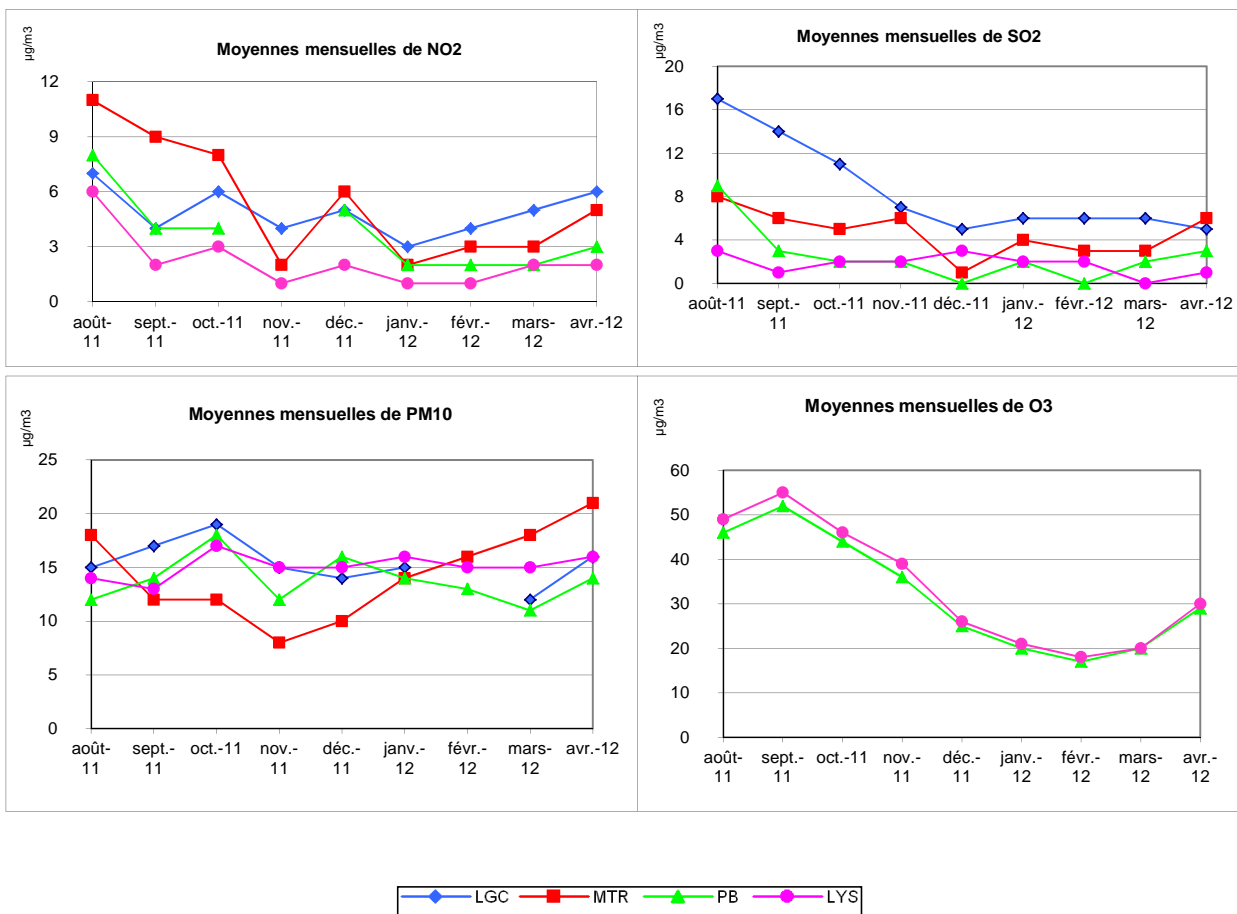 µg/m3
Moyennes mensuelles de NO2
12
9
6
3
0
août-
11
sept.-
11
oct.-11
nov.-
11
déc.-
11
janv.-
12
févr.-
12
mars-
12
avr.-12
µg/m3
Moyennes mensuelles de SO2
20
16
12
8
4
0
août-11
sept.-
11
oct.-11
nov.-11
déc.-11
janv.-
12
févr.-12
mars-
12
avr.-12
µg/m3
Moyennes mensuelles de PM10
25
20
15
10
5
0
août-
11
sept.-
11
oct.-11
nov.-
11
déc.-
11
janv.-
12
févr.-
12
mars-
12
avr.-12
µg/m3
Moyennes mensuelles de O3
60
50
40
30
20
10
0
août-
11
sept.-
11
oct.-11
nov.-
11
déc.-
11
janv.-
12
févr.-
12
mars-
12
avr.-
12
LGC MTR PB LYS